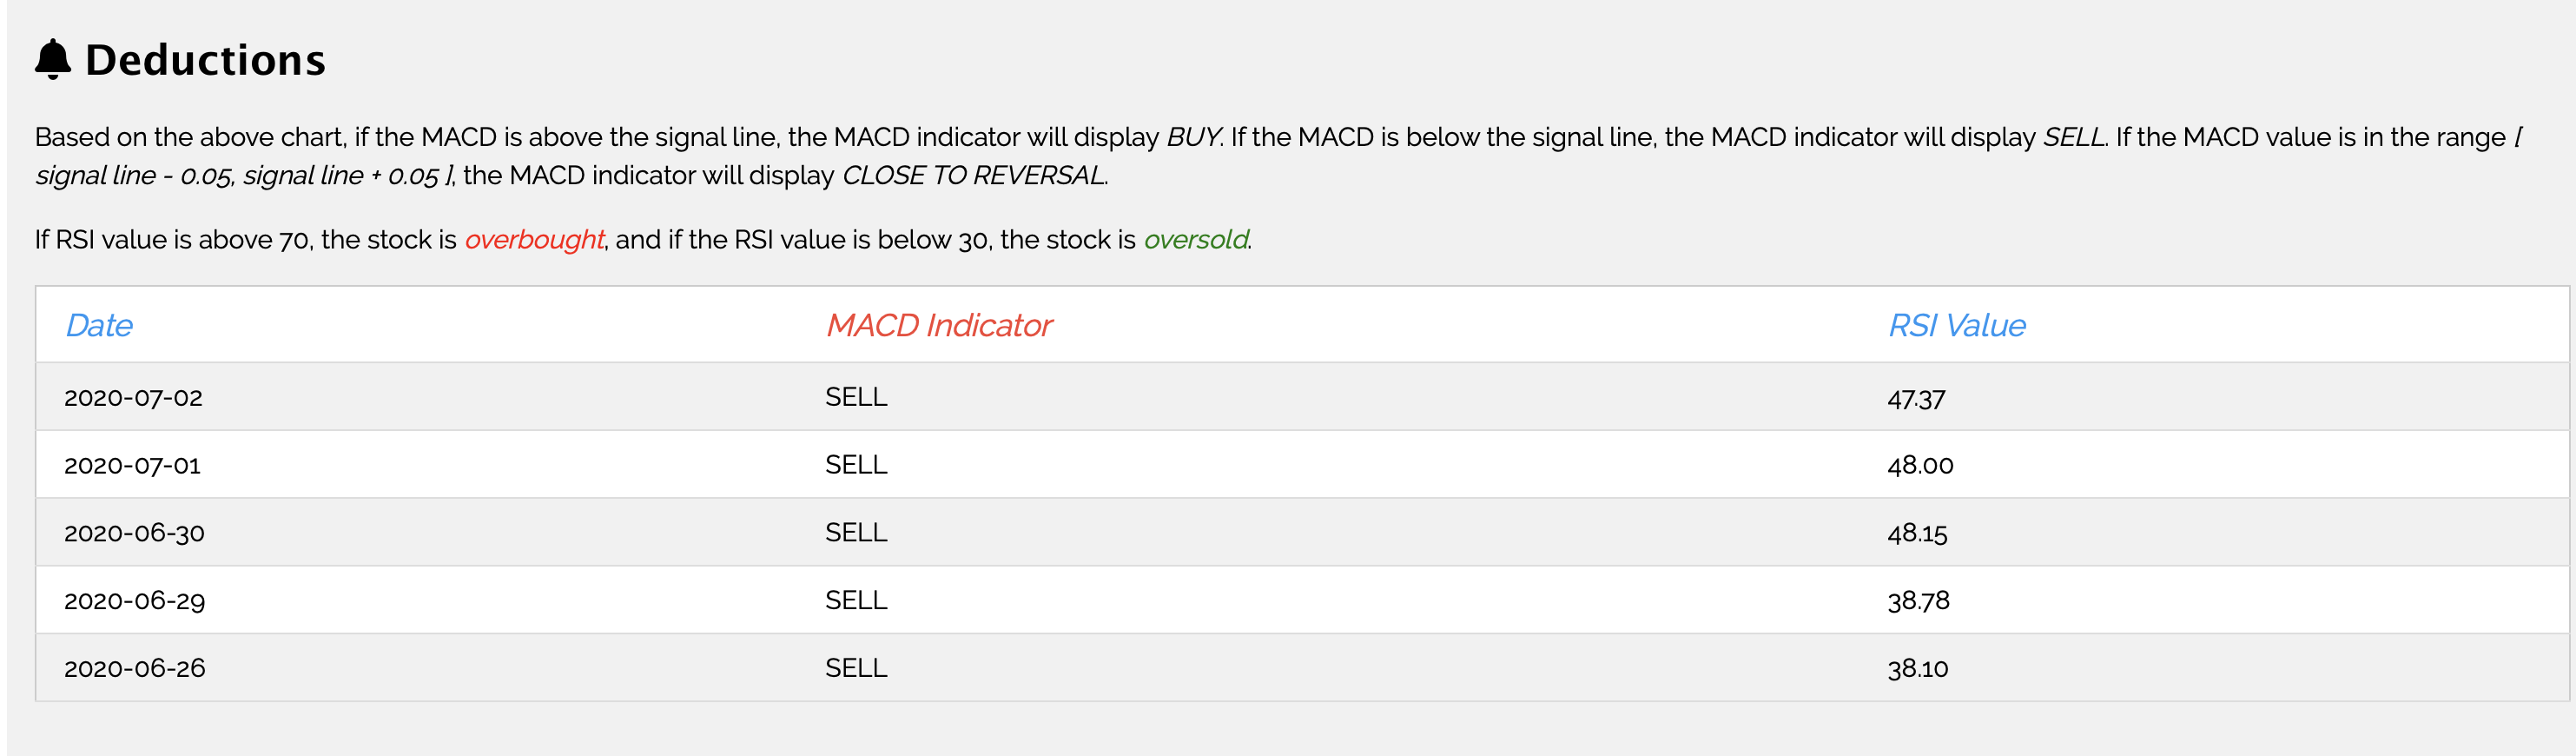 Deductions
Based on the above chart, if the MACD is above the signal line, the MACD indicator will display BUY. If the MACD is below the signal line, the MACD indicator will display SELL. If the MACD value is in the range [
signal line - 0.05, signal line + 0.05 ], the MACD indicator will display CLOSE TO REVERSAL.
If RSI value is above 70, the stock is overbought, and if the RSI value is below 30, the stock is oversold.
Date MACD Indicator RSI Value
2020-07-02 SELL 47.37
2020-07-01 SELL 48.00
2020-06-30 SELL 48.15
2020-06-29 SELL 38.78
2020-06-26 SELL 38.10